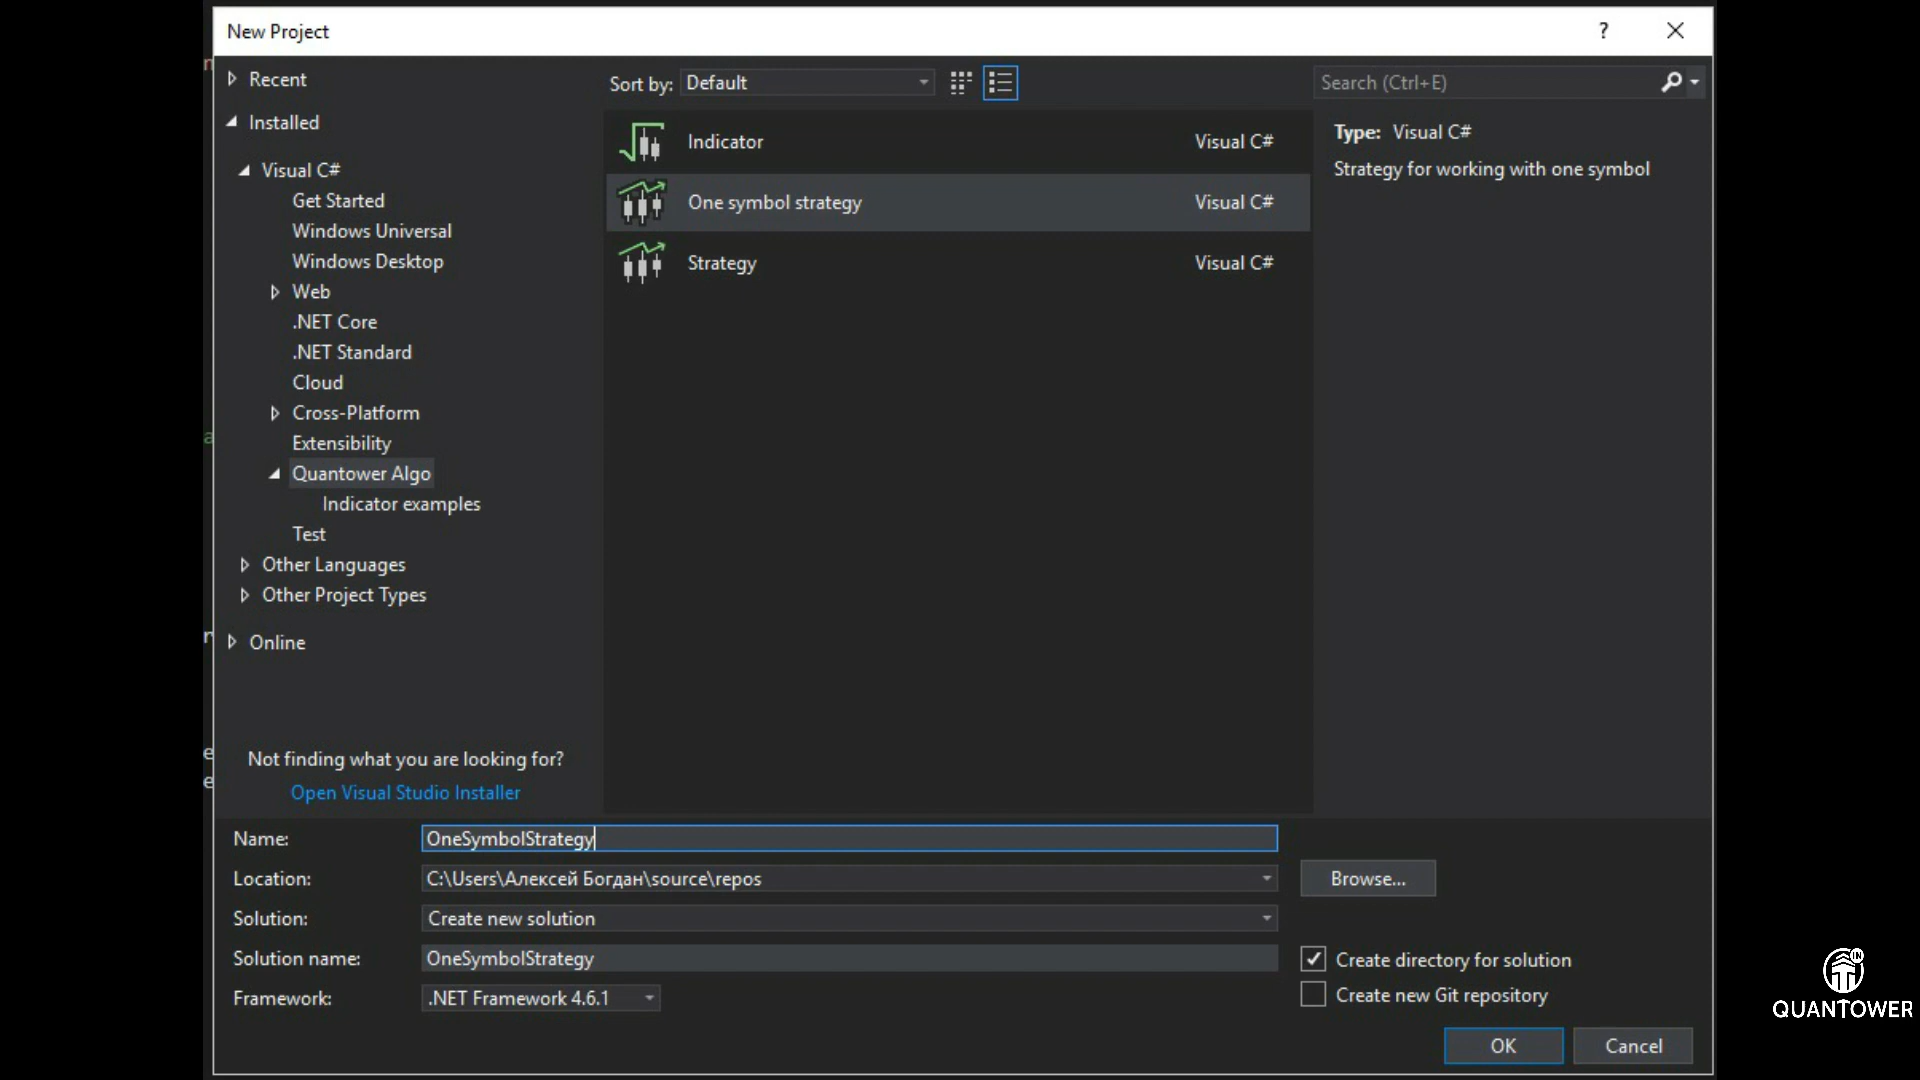 New Project
?
Recent
Installed
Visual C#
Get Started
Windows Universal
Windows Desktop
Web
.NET Core
.NET Standard
Cloud
Cross-Platform
Extensibility
Quantower Algo
Indicator examples
Test
Other Languages
Other Project Types
Online
Not finding what you are looking for?
Open Visual Studio Installer
Sort by: Default
Indicator Visual C#
One symbol strategy Visual C#
Strategy Visual C#
Search (Ctrl+E)
Type: Visual C#
Strategy for working with one symbol
Name: OneSymbolStrategy
Location: C:\Users\Алексей Богдан\source\repos
Browse...
Solution: Create new solution
Solution name: OneSymbolStrategy
Create directory for solution
Framework: .NET Framework 4.6.1
Create new Git repository
OK Cancel
IN
QUANTOWER